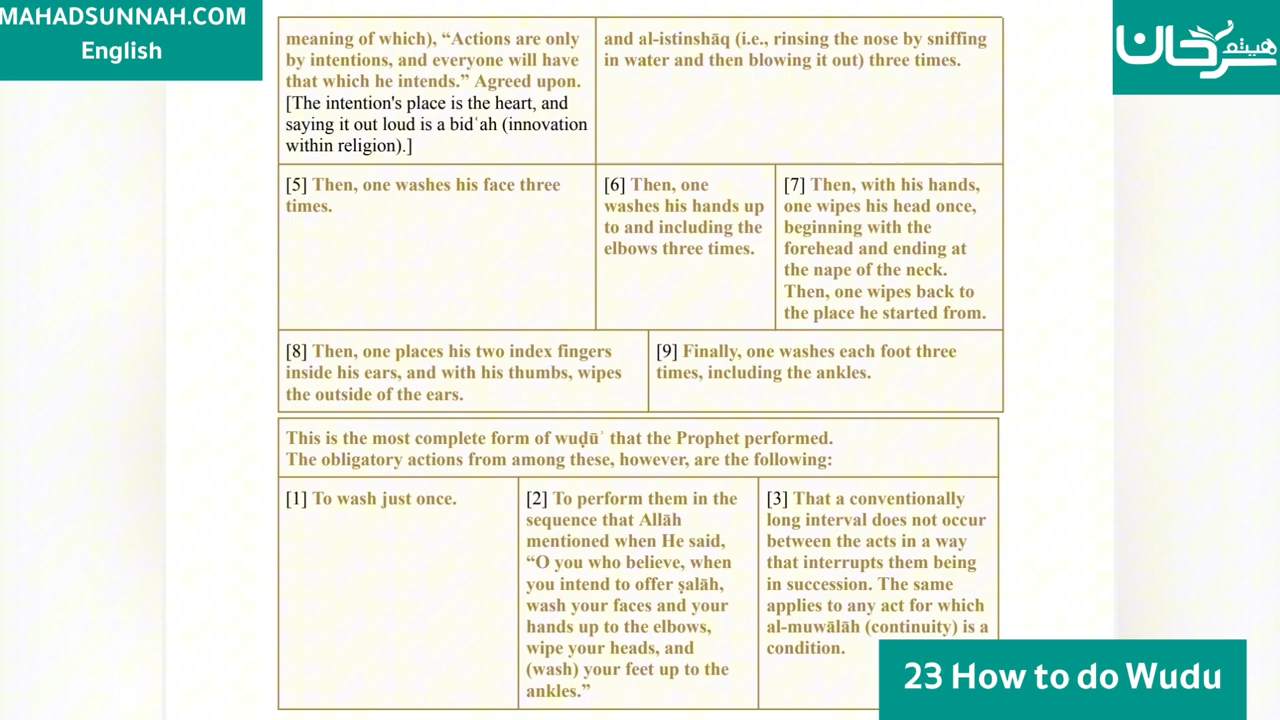 MAHADSUNNAH.COM
English
هيثم
سرحان
meaning of which), “Actions are only
by intentions, and everyone will have
that which he intends.” Agreed upon.
[The intention's place is the heart, and
saying it out loud is a bidʿah (innovation
within religion).]
and al-istinshāq (i.e., rinsing the nose by sniffing
in water and then blowing it out) three times.
[5] Then, one washes his face three
times.
[6] Then, one
washes his hands up
to and including the
elbows three times.
[7] Then, with his hands,
one wipes his head once,
beginning with the
forehead and ending at
the nape of the neck.
Then, one wipes back to
the place he started from.
[8] Then, one places his two index fingers
inside his ears, and with his thumbs, wipes
the outside of the ears.
[9] Finally, one washes each foot three
times, including the ankles.
This is the most complete form of wuḍūʾ that the Prophet performed.
The obligatory actions from among these, however, are the following:
[1] To wash just once.
[2] To perform them in the
sequence that Allāh
mentioned when He said,
“O you who believe, when
you intend to offer ṣalāh,
wash your faces and your
hands up to the elbows,
wipe your heads, and
(wash) your feet up to the
ankles.”
[3] That a conventionally
long interval does not occur
between the acts in a way
that interrupts them being
in succession. The same
applies to any act for which
al-muwālāh (continuity) is a
condition.
23 How to do Wudu